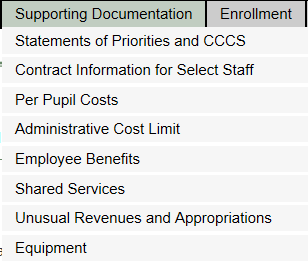 Supporting Documentation Enrollment
Statements of Priorities and CCCS
Contract Information for Select Staff
Per Pupil Costs
Administrative Cost Limit
Employee Benefits
Shared Services
Unusual Revenues and Appropriations
Equipment